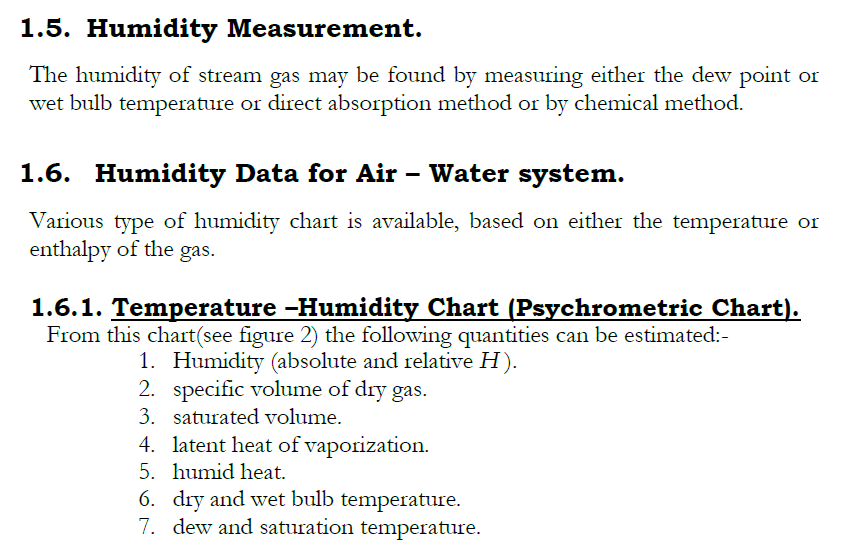 1.5. Humidity Measurement.
The humidity of stream gas may be found by measuring either the dew point or
wet bulb temperature or direct absorption method or by chemical method.
1.6. Humidity Data for Air – Water system.
Various type of humidity chart is available, based on either the temperature or
enthalpy of the gas.
1.6.1. Temperature –Humidity Chart (Psychrometric Chart).
From this chart(see figure 2) the following quantities can be estimated:-
1. Humidity (absolute and relative H ).
2. specific volume of dry gas.
3. saturated volume.
4. latent heat of vaporization.
5. humid heat.
6. dry and wet bulb temperature.
7. dew and saturation temperature.